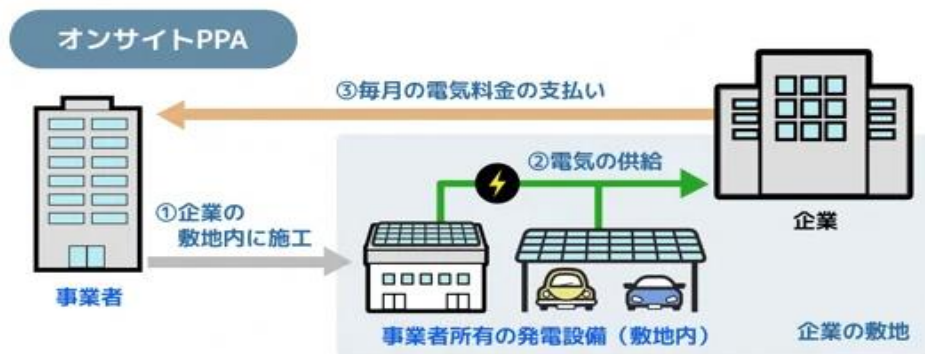 オンサイトPPA
③毎月の電気料金の支払い
②電気の供給
①企業の
敷地内に施工
企業
事業者
事業者所有の発電設備（敷地内）
企業の敷地